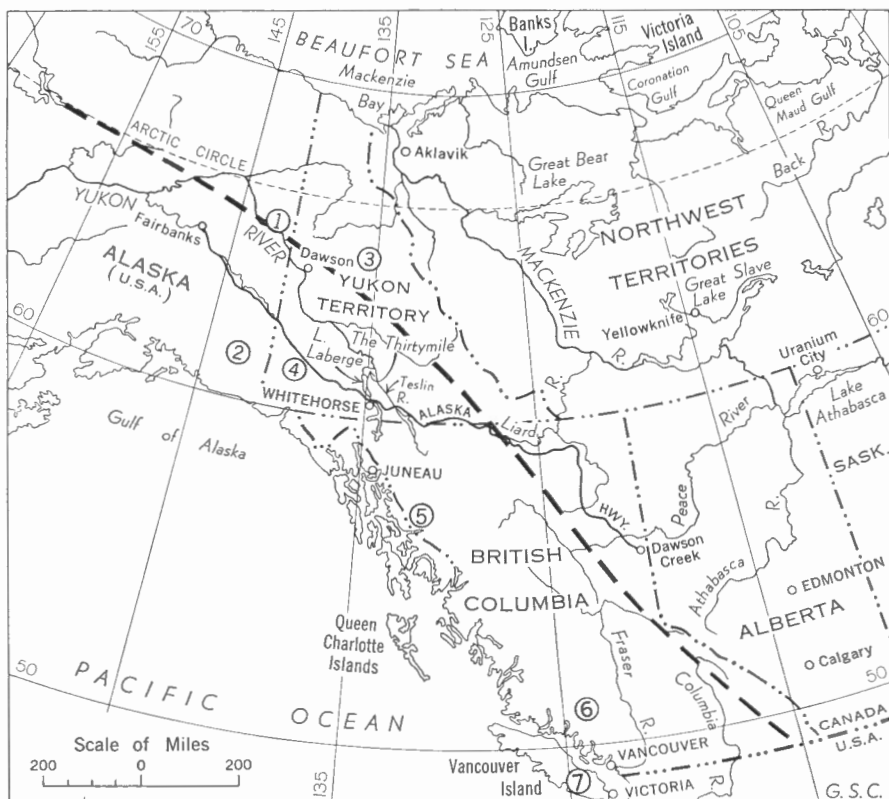 155
70
145
135
125
Banks
I.
Victoria
Island
115
105
BEAUFORT SEA
Mackenzie
Bay
Amundsen
Gulf
Coronation
Gulf
Queen
Maud Gulf
?
ARCTIC CIRCLE
Aklavik
Great Bear
Lake
Back R.
YUKON
RIVER
Fairbanks
①
NORTHWEST
TERRITORIES
ALASKA
(U.S.A.)
Dawson
③
YUKON
TERRITORY
MACKENZIE
R.
Great Slave
Lake
Yellowknife
60
60
②
④
L.
Laberge
The Thirtymile
Teslin
R.
Uranium
City
WHITEHORSE
ALASKA
HWY.
Liard
R.
River
Peace
Lake
Athabasca
Gulf of Alaska
JUNEAU
SASK.
⑤
Dawson
Creek
BRITISH
COLUMBIA
Athabasca
R.
EDMONTON
ALBERTA
Queen
Charlotte
Islands
Fraser
R.
Columbia
R.
Calgary
50
50
PACIFIC
OCEAN
⑥
CANADA
U.S.A.
Scale of Miles
200
0
200
135
Vancouver
Island
VANCOUVER
⑦
VICTORIA
115
G.S.C.